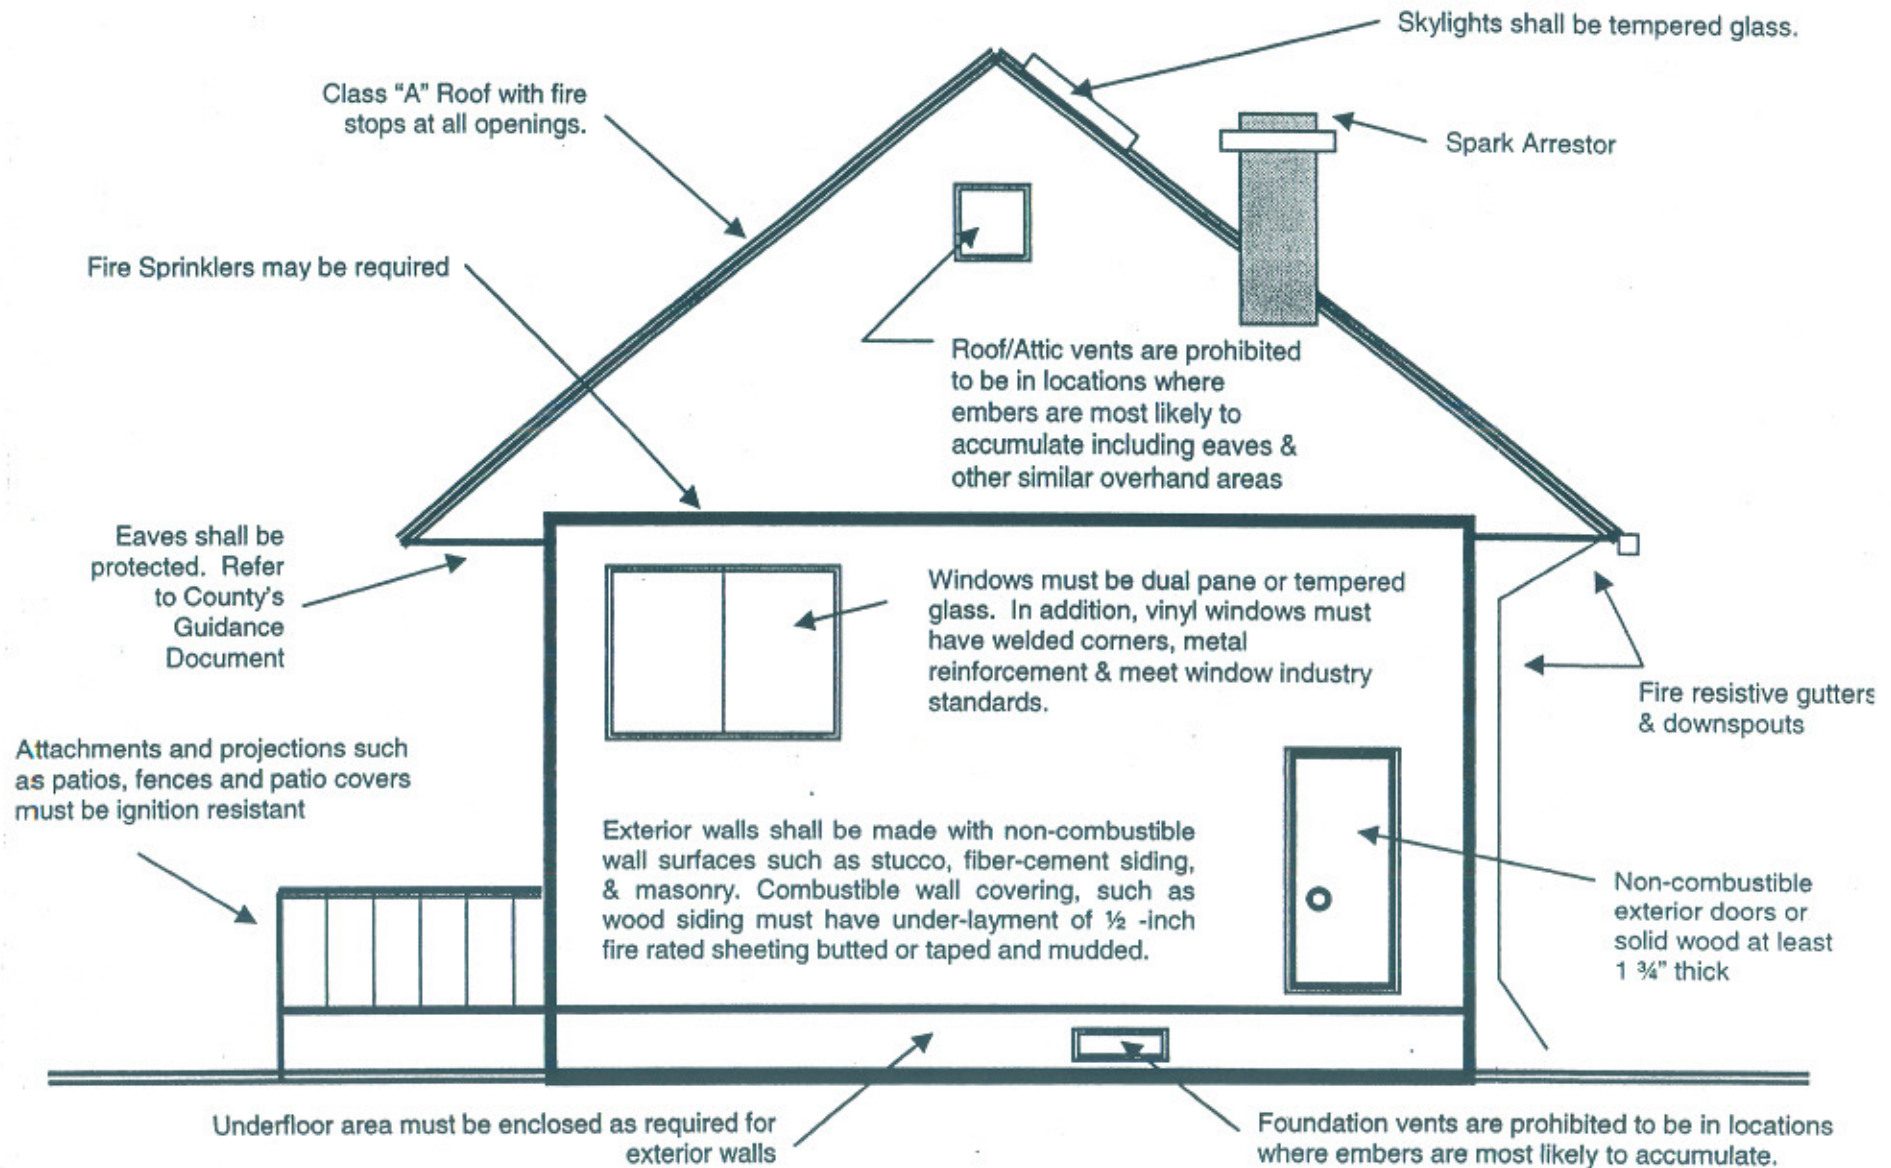 Skylights shall be tempered glass.
Class “A” Roof with fire
stops at all openings.
Spark Arrestor
Fire Sprinklers may be required
Roof/Attic vents are prohibited
to be in locations where
embers are most likely to
accumulate including eaves &
other similar overhand areas
Eaves shall be
protected. Refer
to County's
Guidance
Document
Windows must be dual pane or tempered
glass. In addition, vinyl windows must
have welded corners, metal
reinforcement & meet window industry
standards.
Fire resistive gutters
& downspouts
Attachments and projections such
as patios, fences and patio covers
must be ignition resistant
Exterior walls shall be made with non-combustible
wall surfaces such as stucco, fiber-cement siding,
& masonry. Combustible wall covering, such as
wood siding must have under-layment of ½ -inch
fire rated sheeting butted or taped and mudded.
Non-combustible
exterior doors or
solid wood at least
1 ¾” thick
Underfloor area must be enclosed as required for
exterior walls
Foundation vents are prohibited to be in locations
where embers are most likely to accumulate.